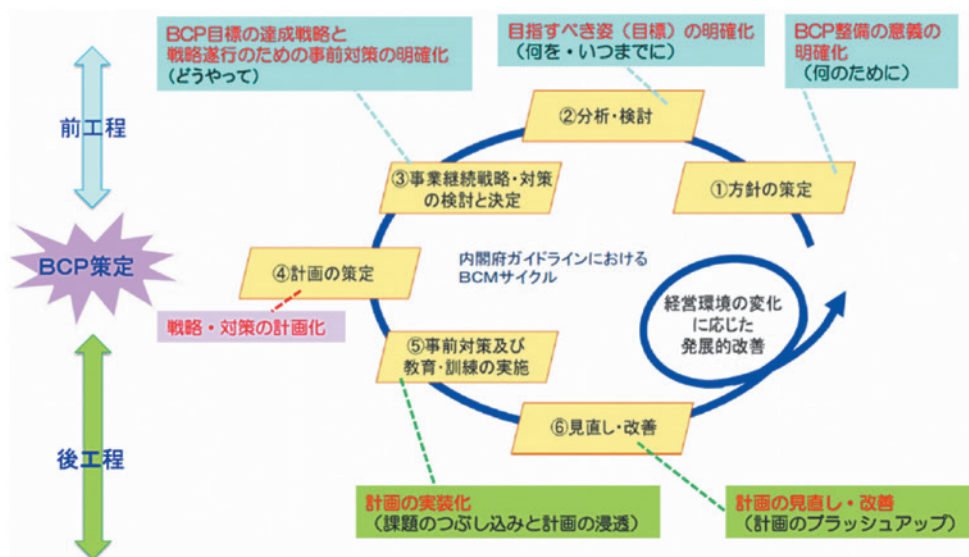 BCP目標の達成戦略と
戦略遂行のための事前対策の明確化
(どうやって)
目指すべき姿(目標)の明確化
(何を・いつまでに)
BCP整備の意義の
明確化
(何のために)
前工程
BCP策定
後工程
①方針の策定
②分析・検討
③事業継続戦略・対策
の検討と決定
④計画の策定
戦略・対策の計画化
内閣府ガイドラインにおける
BCMサイクル
経営環境の変化
に応じた
発展的改善
⑤事前対策及び
教育・訓練の実施
⑥見直し・改善
計画の実装化
(課題のつぶし込みと計画の浸透)
計画の見直し・改善
(計画のブラッシュアップ)